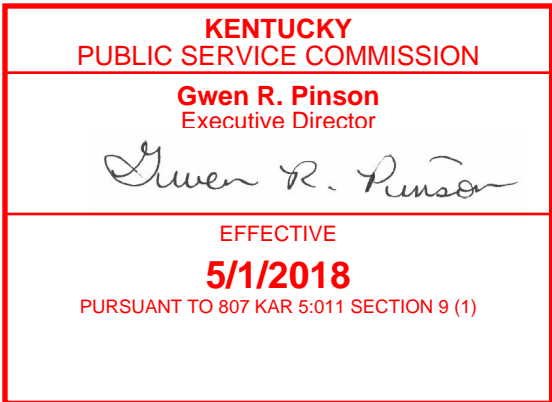 KENTUCKY
PUBLIC SERVICE COMMISSION
Gwen R. Pinson
Executive Director
Gwen R. Pinson
EFFECTIVE
5/1/2018
PURSUANT TO 807 KAR 5:011 SECTION 9 (1)